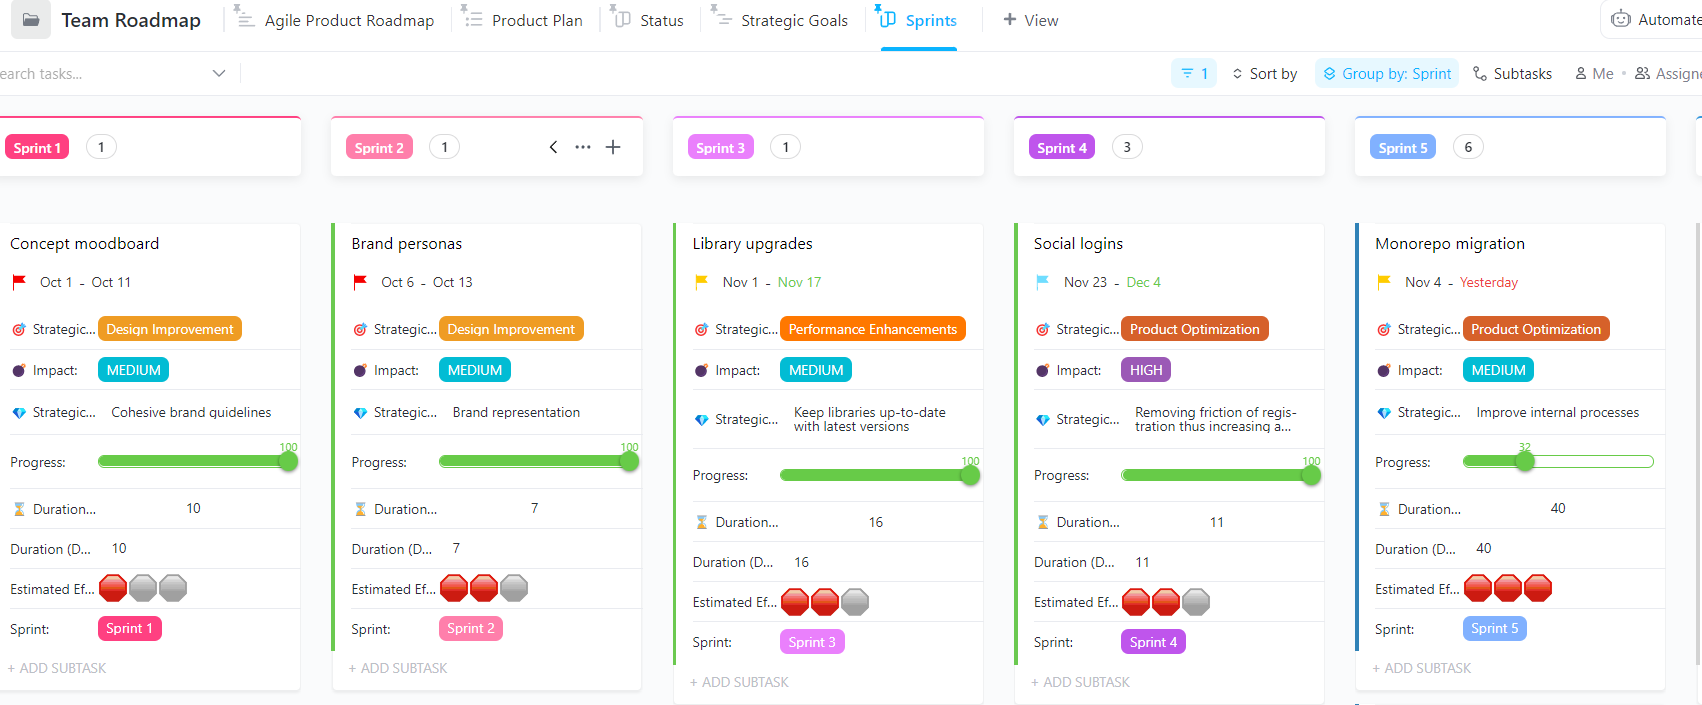 Team Roadmap Agile Product Roadmap Product Plan Status Strategic Goals Sprints + View Automate
earch tasks... 1 Sort by Group by: Sprint Subtasks Me Assigne
Sprint 1 1 Sprint 2 1 Sprint 3 1 Sprint 4 3 Sprint 5 6
Concept moodboard
Oct 1 - Oct 11
Strategic... Design Improvement
Impact: MEDIUM
Strategic... Cohesive brand guidelines
Progress: 100
Duration... 10
Duration (D... 10
Estimated Ef...
Sprint: Sprint 1
+ ADD SUBTASK
Brand personas
Oct 6 - Oct 13
Strategic... Design Improvement
Impact: MEDIUM
Strategic... Brand representation
Progress: 100
Duration... 7
Duration (D... 7
Estimated Ef...
Sprint: Sprint 2
+ ADD SUBTASK
Library upgrades
Nov 1 - Nov 17
Strategic... Performance Enhancements
Impact: MEDIUM
Strategic... Keep libraries up-to-date
with latest versions
Progress: 100
Duration... 16
Duration (D... 16
Estimated Ef...
Sprint: Sprint 3
+ ADD SUBTASK
Social logins
Nov 23 - Dec 4
Strategic... Product Optimization
Impact: HIGH
Strategic... Removing friction of regis-
tration thus increasing a...
Progress: 100
Duration... 11
Duration (D... 11
Estimated Ef...
Sprint: Sprint 4
+ ADD SUBTASK
Monorepo migration
Nov 4 - Yesterday
Strategic... Product Optimization
Impact: MEDIUM
Strategic... Improve internal processes
Progress: 32
Duration... 40
Duration (D... 40
Estimated Ef...
Sprint: Sprint 5
+ ADD SUBTASK